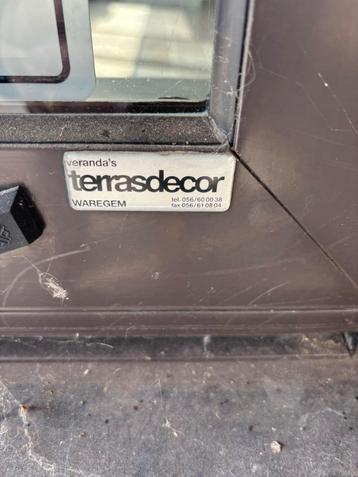 veranda's
terrasdecor
WAREGEM
tel. 056/60 00 38
fax 056/61 08 04